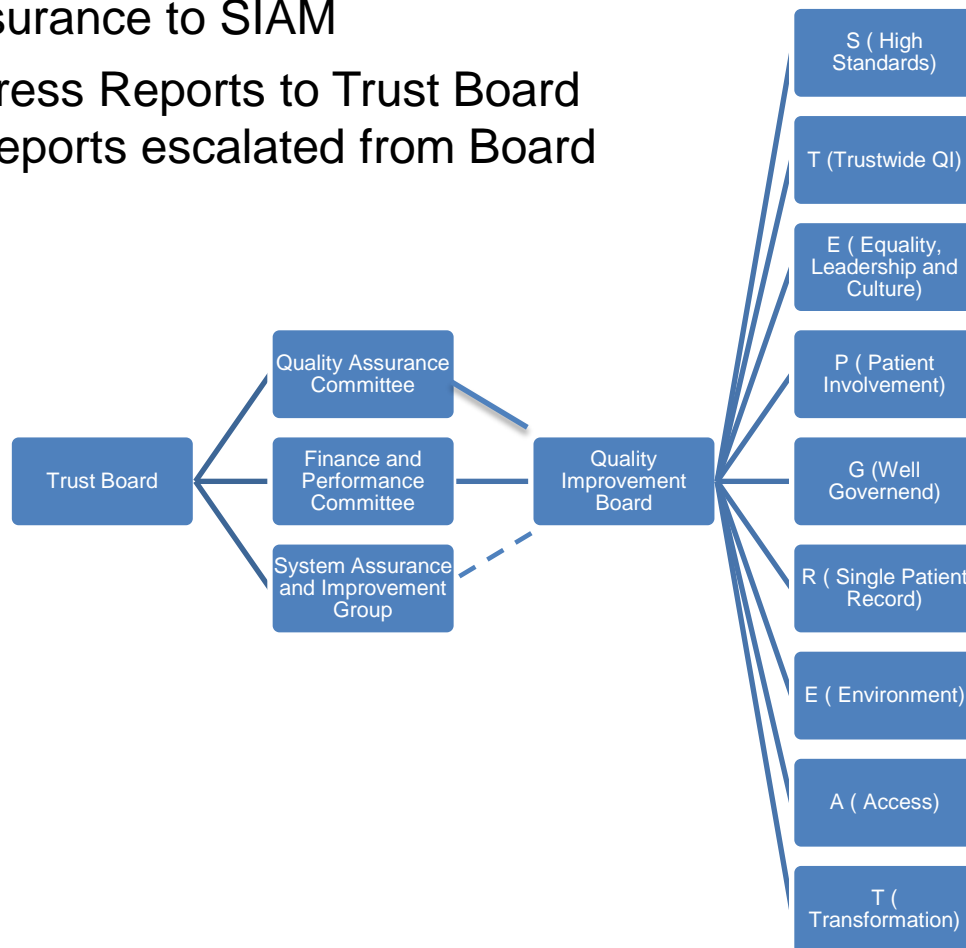 surance to SIAM
ress Reports to Trust Board
eports escalated from Board
S ( High
Standards)
T (Trustwide QI)
E ( Equality,
Leadership and
Culture)
P ( Patient
Involvement)
G (Well
Governend)
R ( Single Patient
Record)
E ( Environment)
A ( Access)
T (
Transformation)
Quality Assurance
Committee
Finance and
Performance
Committee
System Assurance
and Improvement
Group
Trust Board
Quality
Improvement
Board